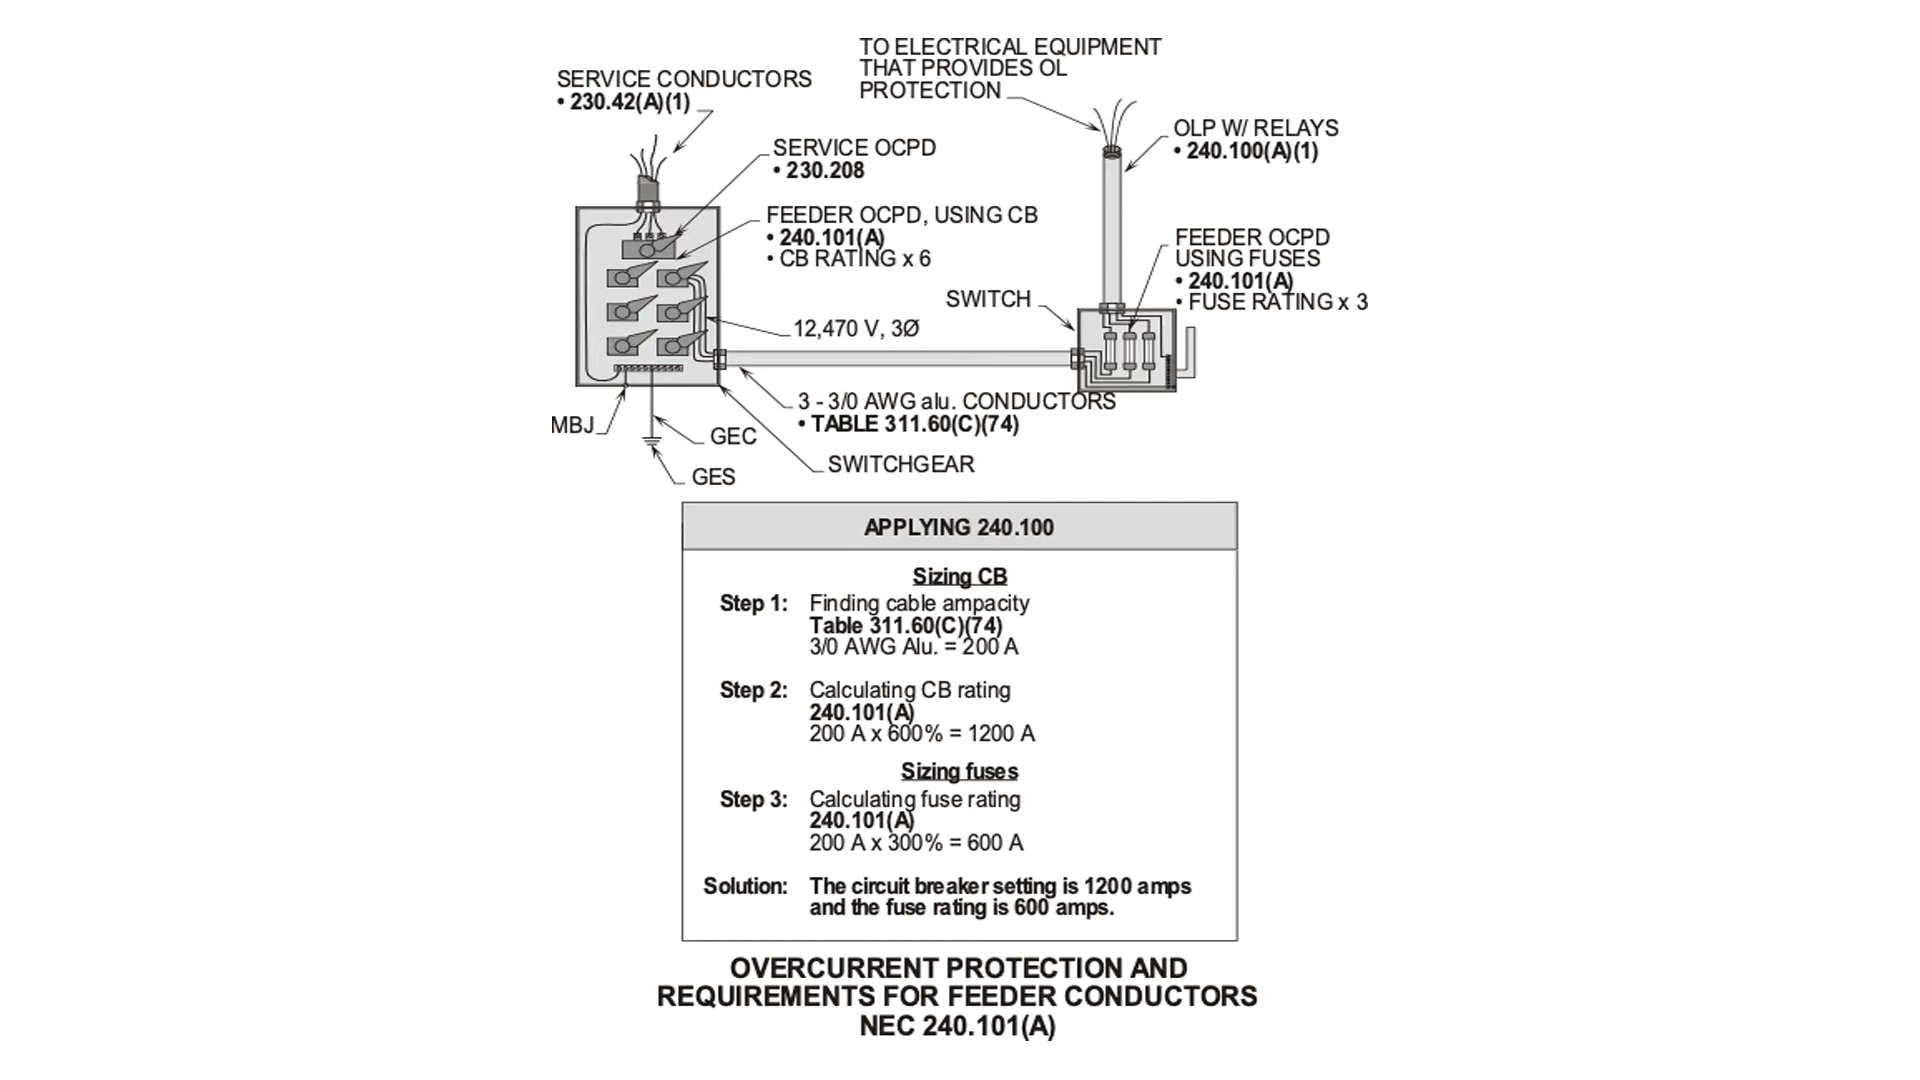 SERVICE CONDUCTORS
• 230.42(A)(1)
TO ELECTRICAL EQUIPMENT
THAT PROVIDES OL
PROTECTION
OLP W/ RELAYS
• 240.100(A)(1)
SERVICE OCPD
• 230.208
FEEDER OCPD, USING CB
• 240.101(A)
• CB RATING x 6
FEEDER OCPD
USING FUSES
• 240.101(A)
• FUSE RATING x 3
SWITCH
12,470 V, 3Ø
3 - 3/0 AWG alu. CONDUCTORS
• TABLE 311.60(C)(74)
MBJ
GEC
SWITCHGEAR
GES
APPLYING 240.100
Sizing CB
Step 1: Finding cable ampacity
Table 311.60(C)(74)
3/0 AWG Alu. = 200 A
Step 2: Calculating CB rating
240.101(A)
200 A x 600% = 1200 A
Sizing fuses
Step 3: Calculating fuse rating
240.101(A)
200 A x 300% = 600 A
Solution: The circuit breaker setting is 1200 amps
and the fuse rating is 600 amps.
OVERCURRENT PROTECTION AND
REQUIREMENTS FOR FEEDER CONDUCTORS
NEC 240.101(A)